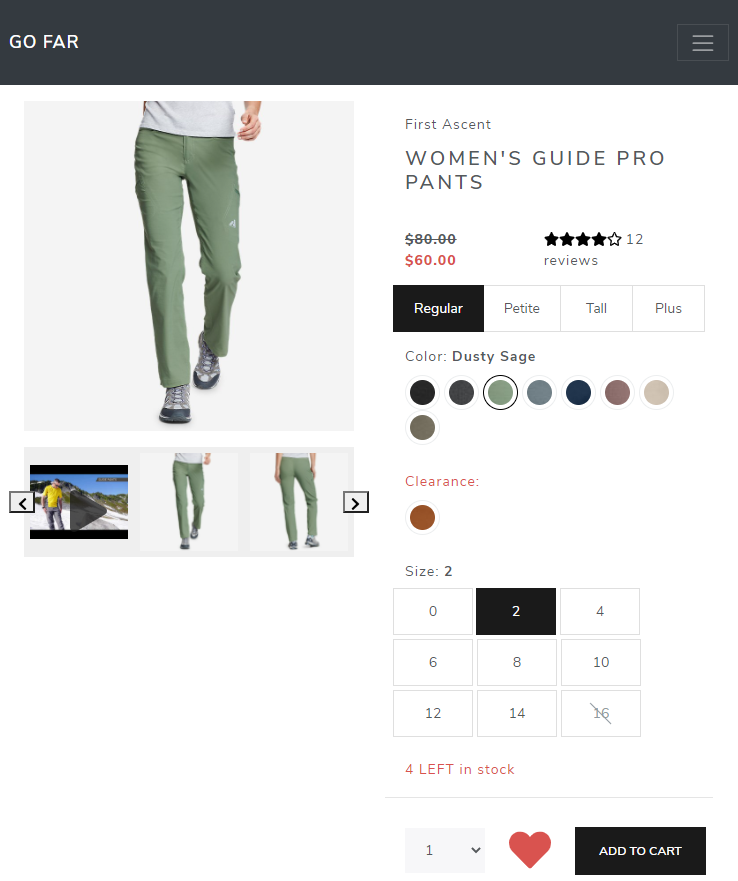 GO FAR
First Ascent
WOMEN'S GUIDE PRO
PANTS
$80.00
$60.00
12
reviews
Regular
Petite
Tall
Plus
Color: Dusty Sage
Clearance:
Size: 2
0
2
4
6
8
10
12
14
16
4 LEFT in stock
1
ADD TO CART